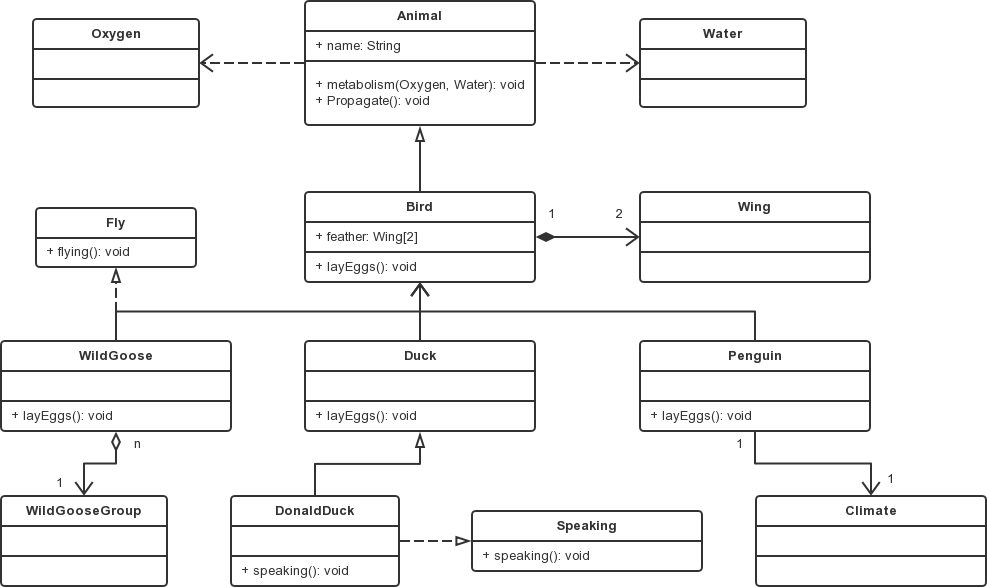 Animal
+ name: String
+ metabolism(Oxygen, Water): void
+ Propagate(): void
Oxygen
Water
Bird
+ feather: Wing[2]
+ layEggs(): void
1
2
Wing
Fly
+ flying(): void
WildGoose
+ layEggs(): void
Duck
+ layEggs(): void
Penguin
+ layEggs(): void
n
1
1
1
WildGooseGroup
DonaldDuck
+ speaking(): void
Speaking
+ speaking(): void
Climate